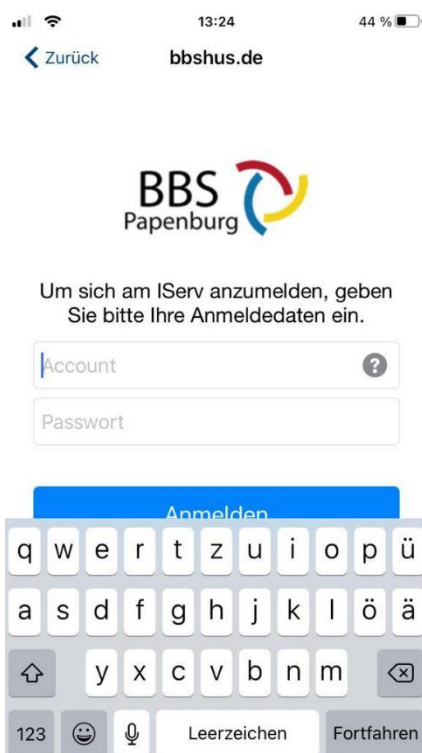 13:24
44 %
Zurück
bbshus.de
BBS
Papenburg
Um sich am IServ anzumelden, geben
Sie bitte Ihre Anmeldedaten ein.
Account
?
Passwort
Anmelden
q w e r t z u i o p ü
a s d f g h j k l ö ä
y x c v b n m
123 Leerzeichen Fortfahren